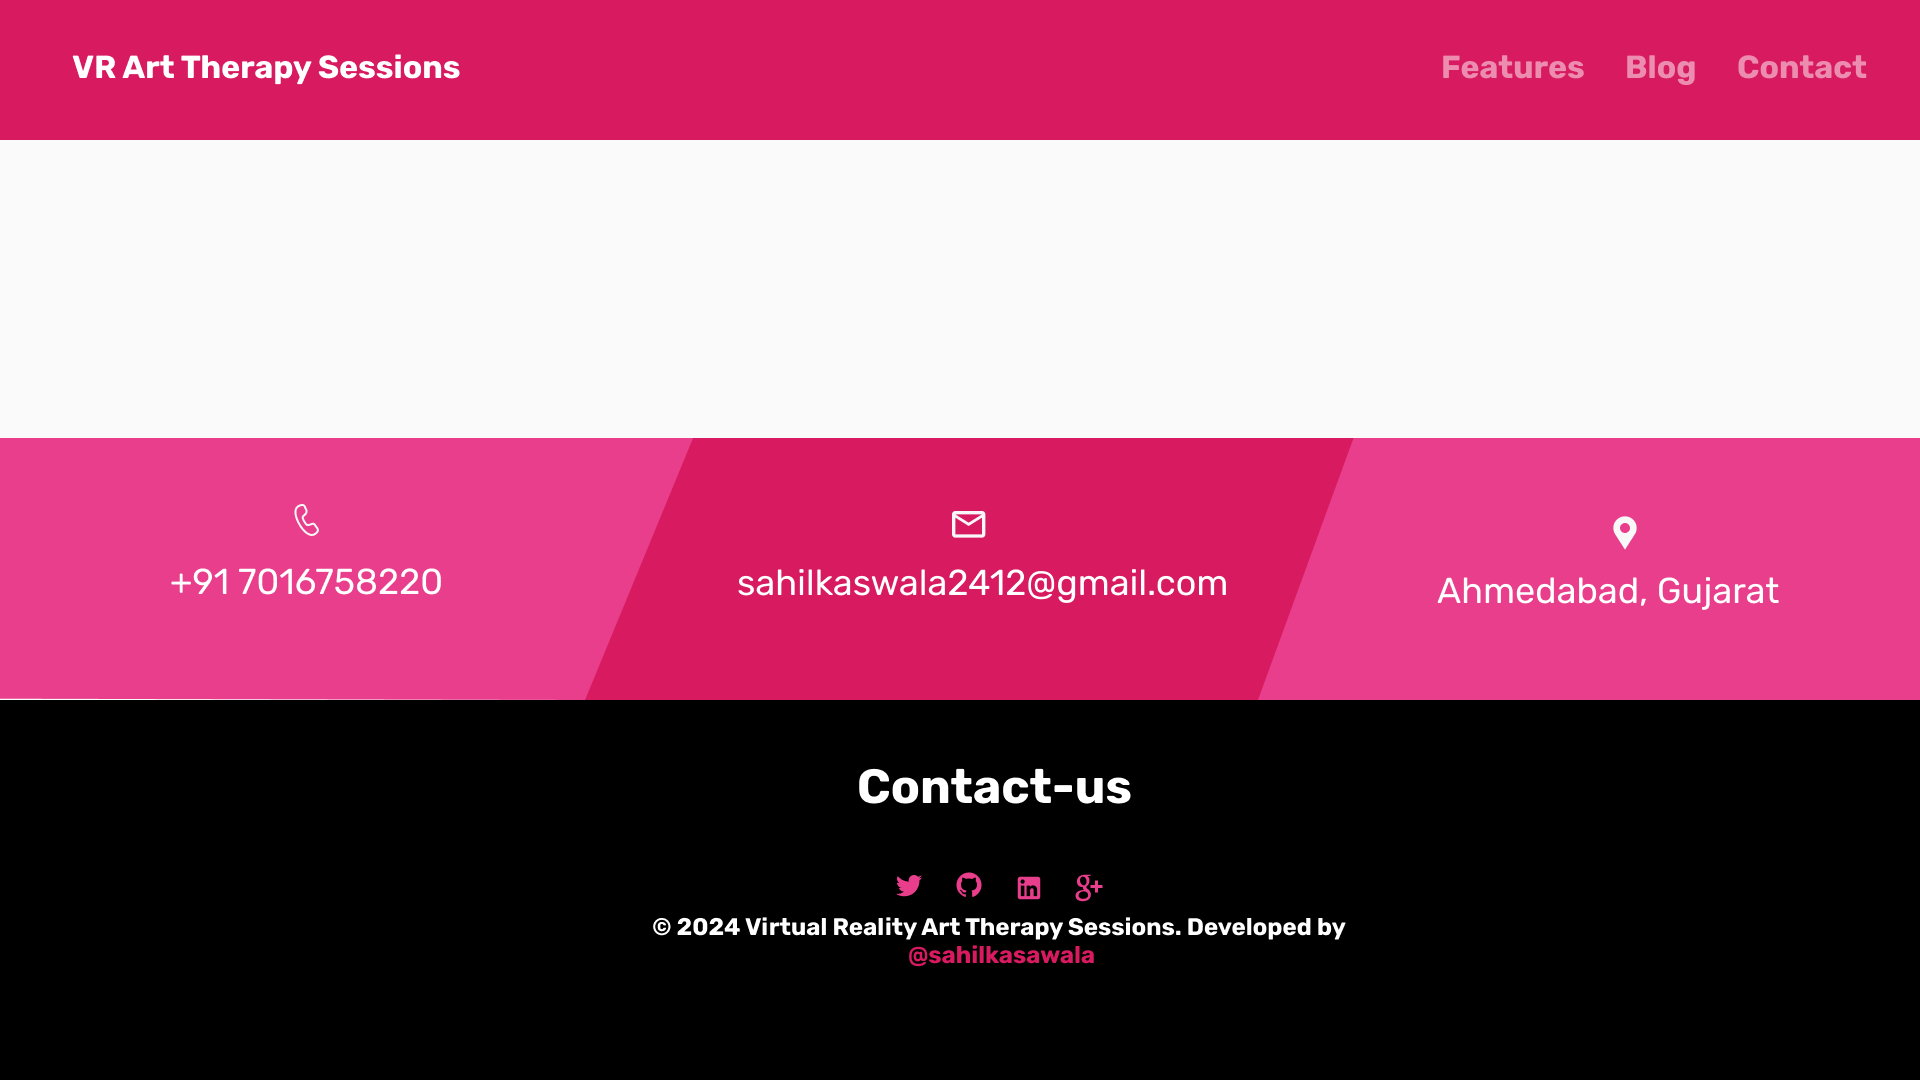 VR Art Therapy Sessions
Features Blog Contact
+91 7016758220
sahilkaswala2412@gmail.com
Ahmedabad, Gujarat
Contact-us
© 2024 Virtual Reality Art Therapy Sessions. Developed by
@sahilkasawala